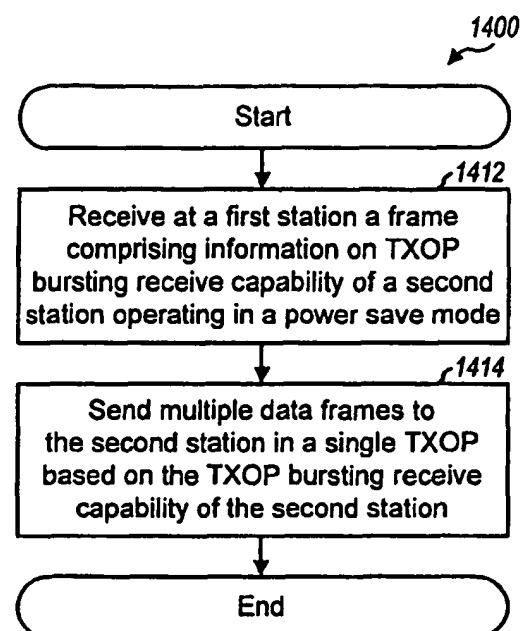 1400
Start
1412
Receive at a first station a frame
comprising information on TXOP
bursting receive capability of a second
station operating in a power save mode
1414
Send multiple data frames to
the second station in a single TXOP
based on the TXOP bursting receive
capability of the second station
End